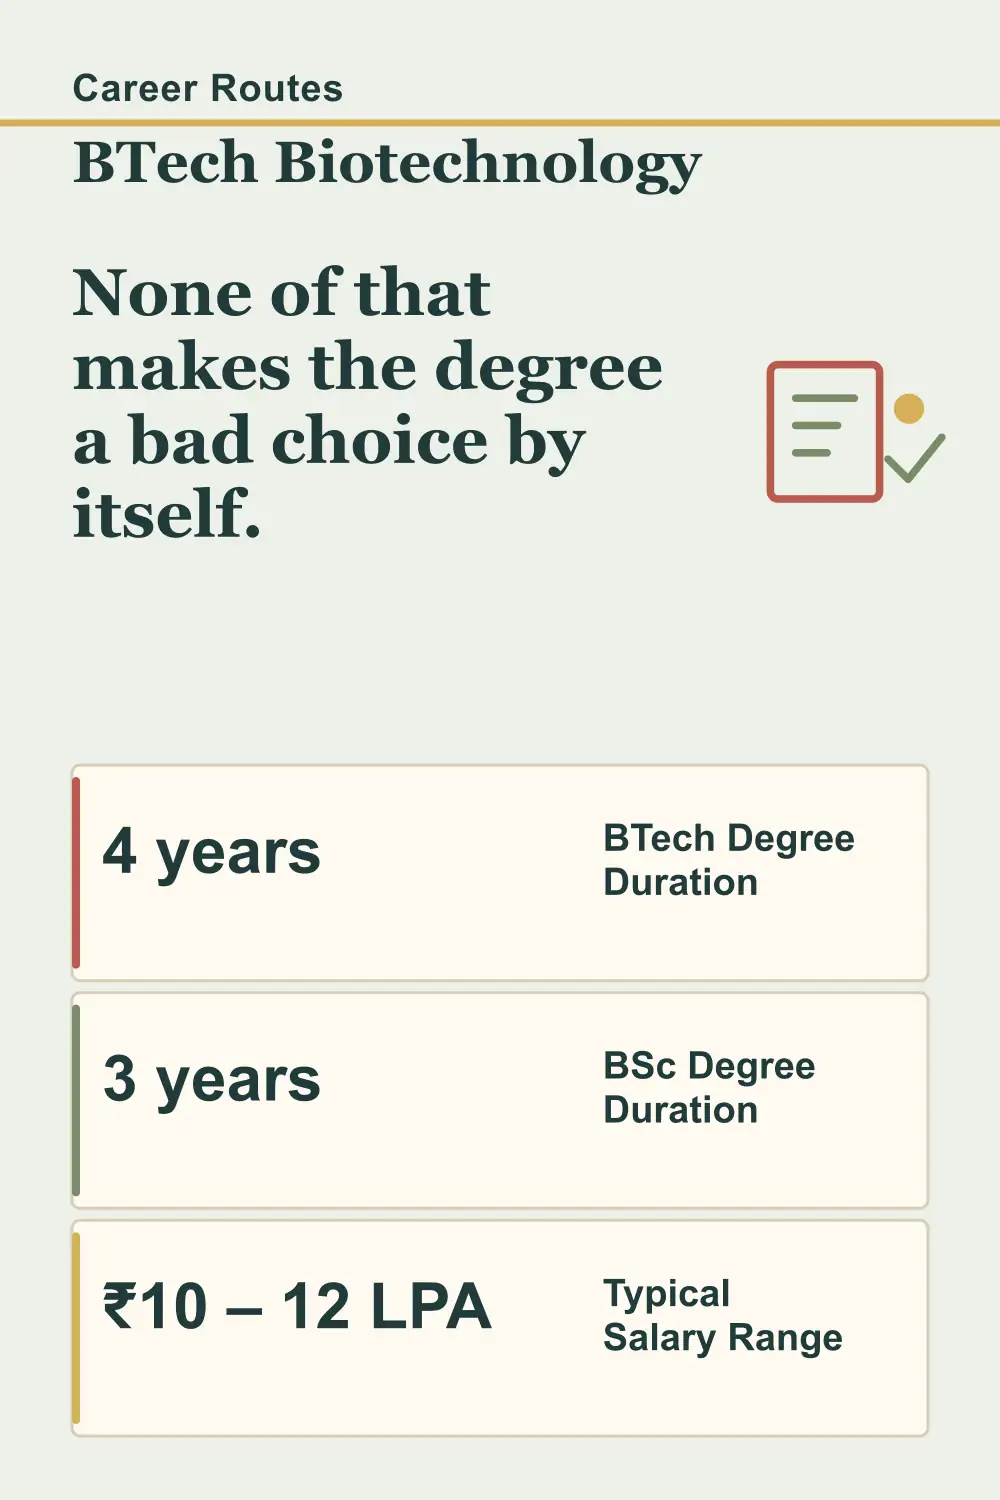 Career Routes
BTech Biotechnology
None of that
makes the degree
a bad choice by
itself.
4 years
BTech Degree
Duration
3 years
BSc Degree
Duration
₹10 – 12 LPA
Typical
Salary Range